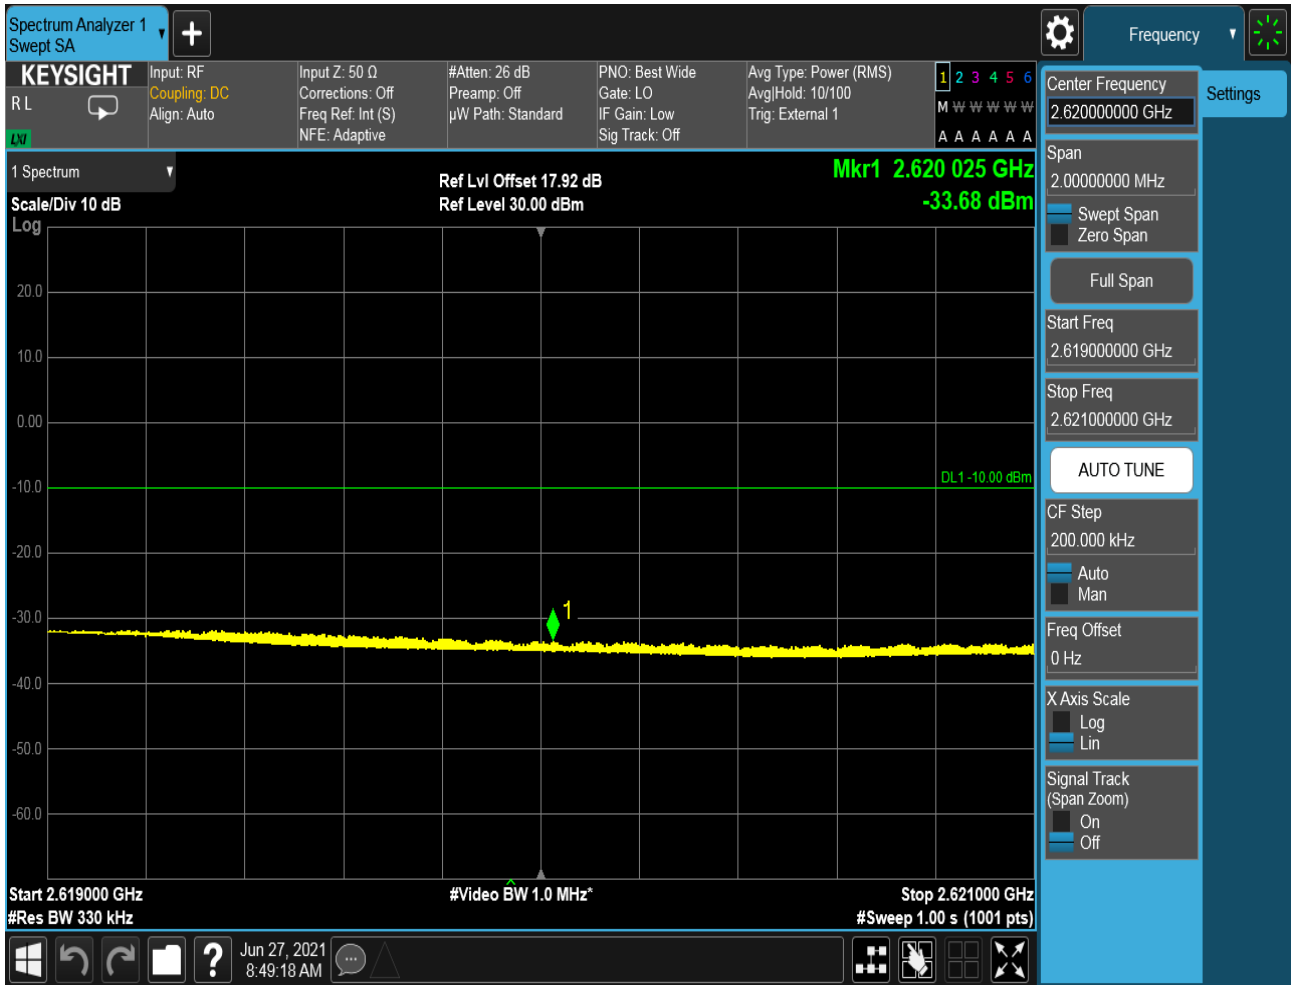 Spectrum Analyzer 1
Swept SA
Frequency
KEYSIGHT
R L
LXI
Input: RF
Coupling: DC
Align: Auto
Input Z: 50 Ω
Corrections: Off
Freq Ref: Int (S)
NFE: Adaptive
#Atten: 26 dB
Preamp: Off
µW Path: Standard
PNO: Best Wide
Gate: LO
IF Gain: Low
Sig Track: Off
Avg Type: Power (RMS)
Avg|Hold: 10/100
Trig: External 1
1 2 3 4 5 6
M W W W W W
A A A A A A
1 Spectrum
Scale/Div 10 dB
Log
Ref Lvl Offset 17.92 dB
Ref Level 30.00 dBm
Mkr1 2.620 025 GHz
-33.68 dBm
20.0
10.0
0.00
-10.0
DL1 -10.00 dBm
-20.0
-30.0
1
-40.0
-50.0
-60.0
Start 2.619000 GHz
#Res BW 330 kHz
#Video BW 1.0 MHz*
Stop 2.621000 GHz
#Sweep 1.00 s (1001 pts)
Jun 27, 2021
8:49:18 AM
Center Frequency
2.620000000 GHz
Settings
Span
2.00000000 MHz
Swept Span
Zero Span
Full Span
Start Freq
2.619000000 GHz
Stop Freq
2.621000000 GHz
AUTO TUNE
CF Step
200.000 kHz
Auto
Man
Freq Offset
0 Hz
X Axis Scale
Log
Lin
Signal Track
(Span Zoom)
On
Off